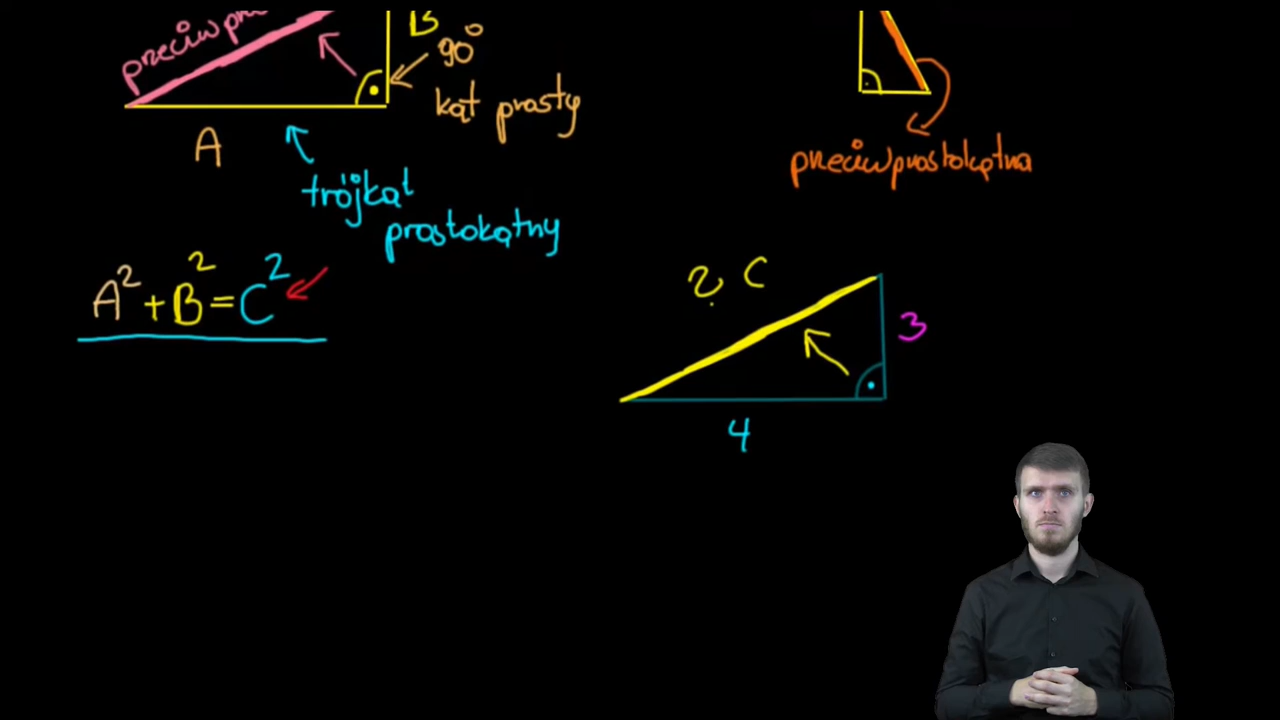 B
90°
kąt prosty
A
trójkąt
prostokątny
przeciwprostokątna
A² + B² = C²
? C
3
4